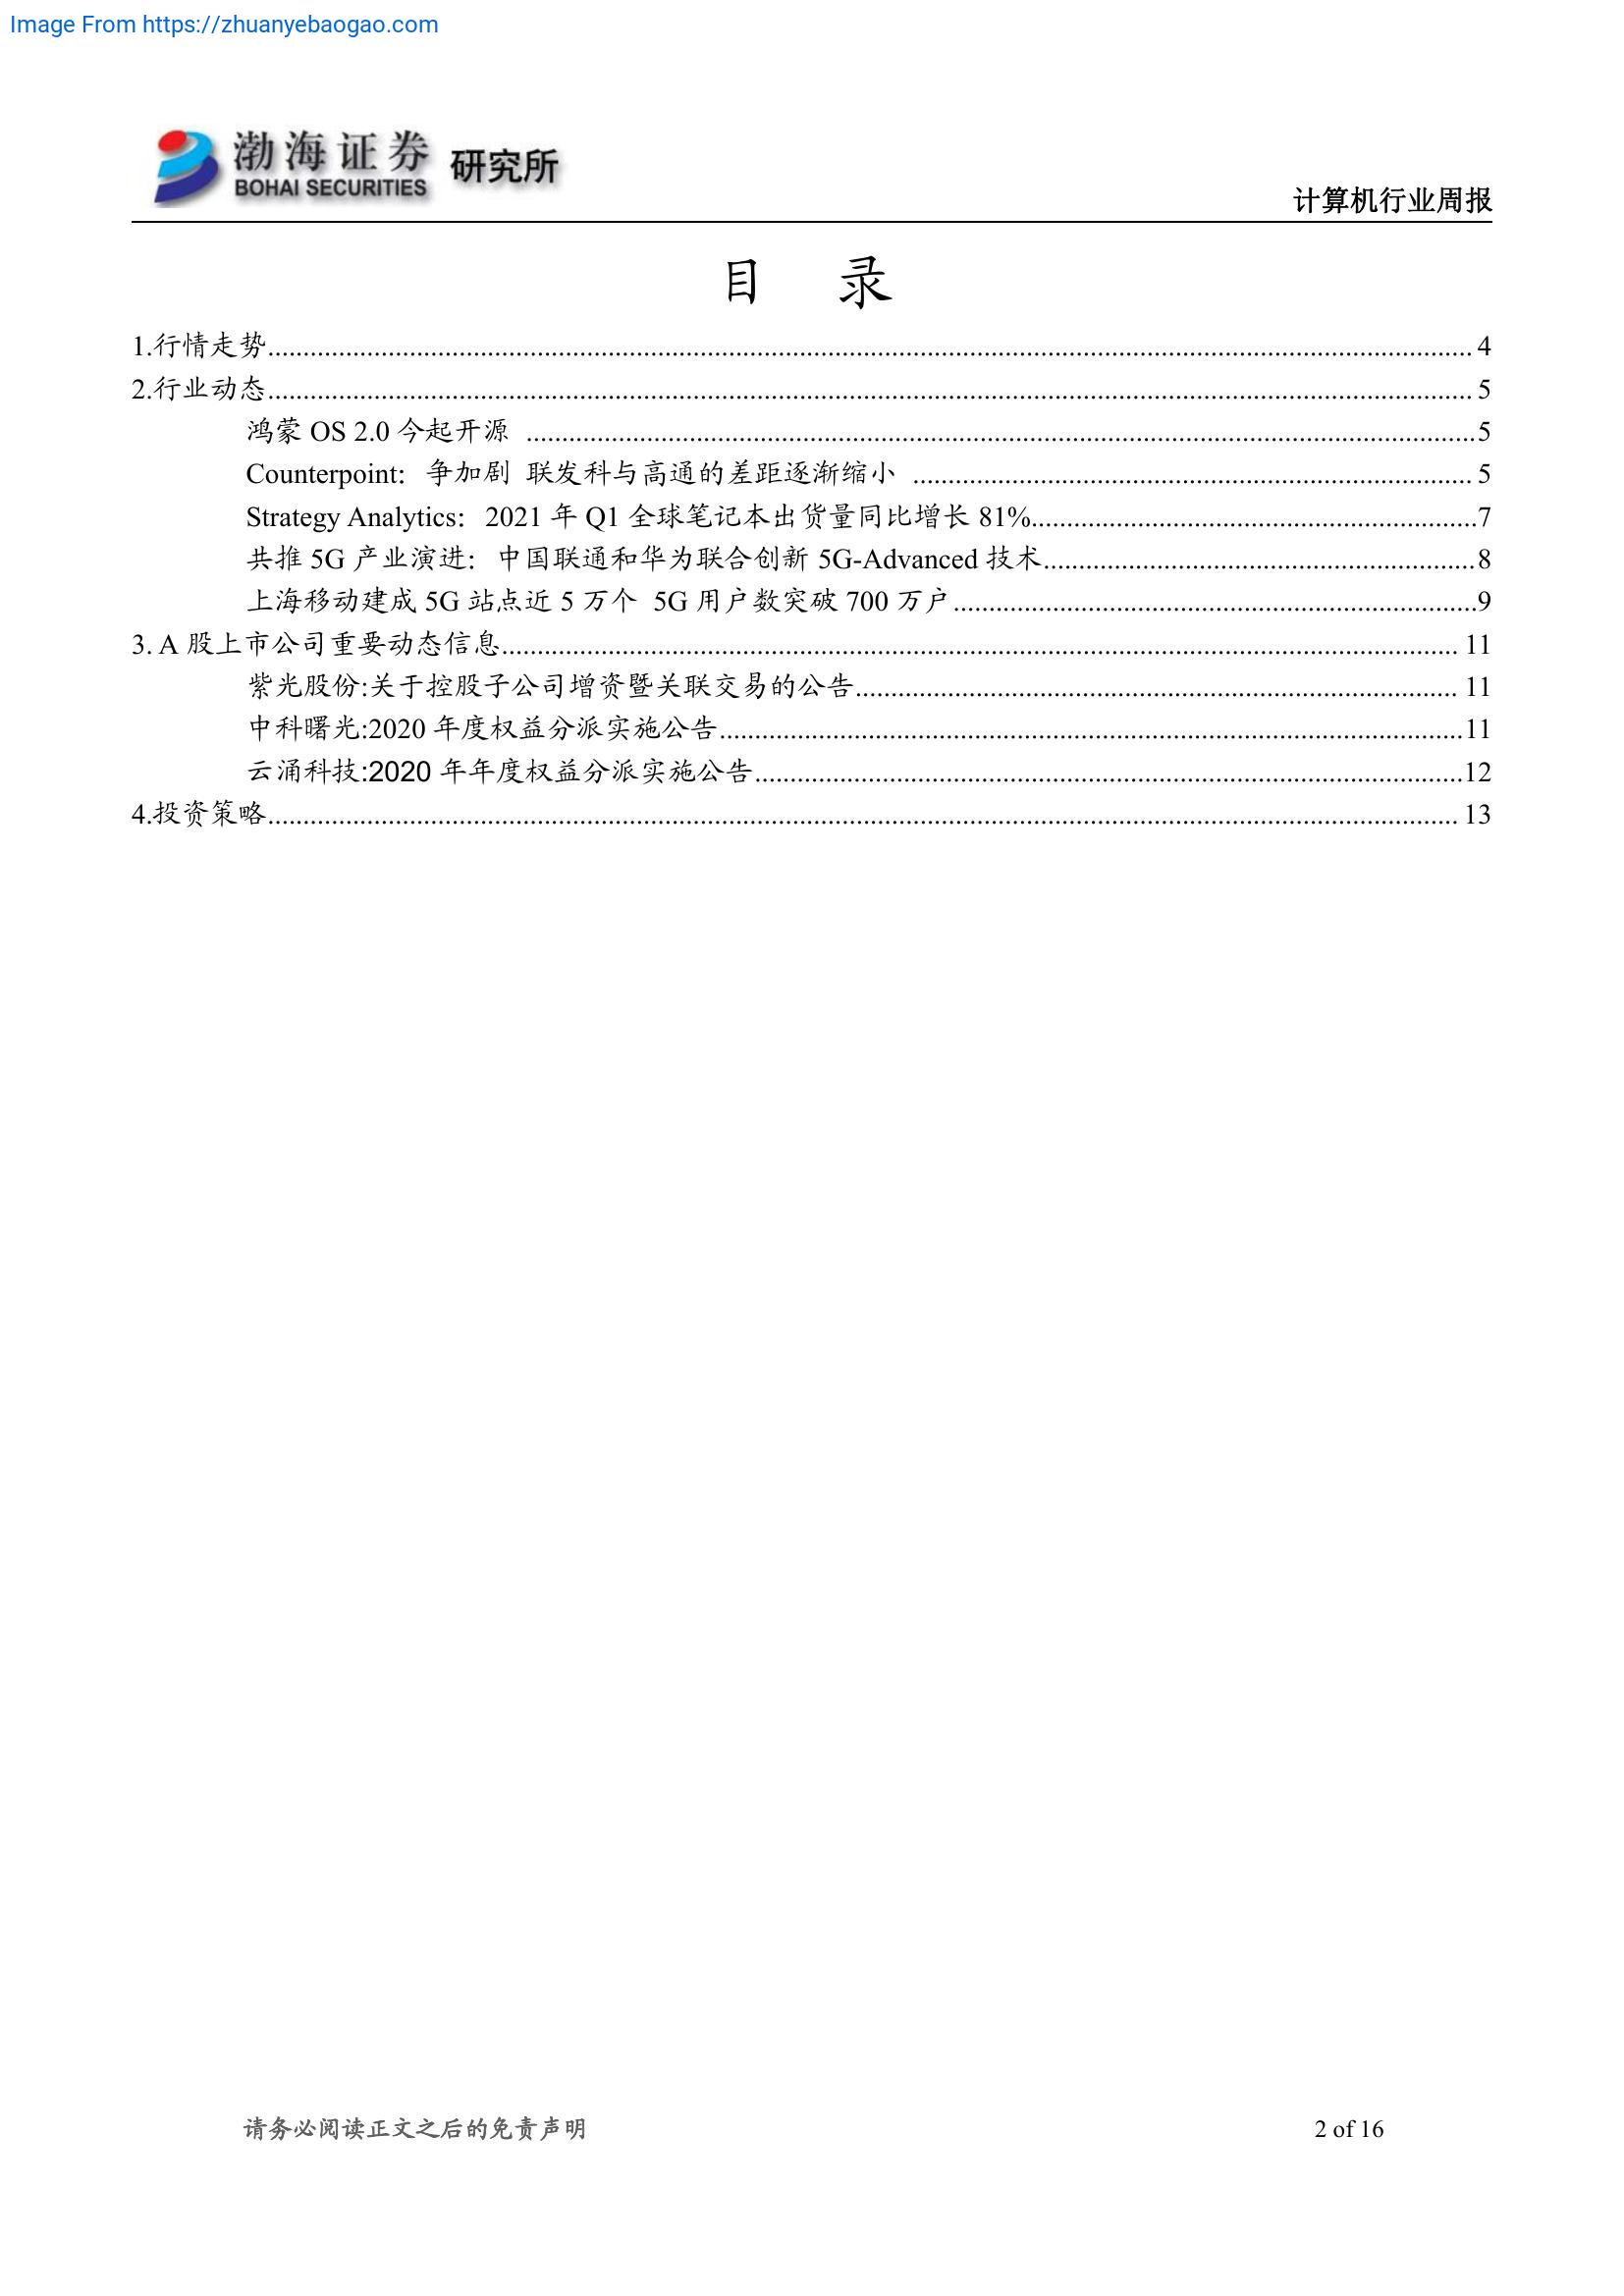 Image From https://zhuanyebaogao.com
渤海证券 研究所
BOHAI SECURITIES
计算机行业周报
目 录
1.行情走势 4
2.行业动态 5
鸿蒙 OS 2.0 今起开源 5
Counterpoint：争加剧 联发科与高通的差距逐渐缩小 5
Strategy Analytics：2021 年 Q1 全球笔记本出货量同比增长 81% 7
共推 5G 产业演进：中国联通和华为联合创新 5G-Advanced 技术 8
上海移动建成 5G 站点近 5 万个 5G 用户数突破 700 万户 9
3. A 股上市公司重要动态信息 11
紫光股份:关于控股子公司增资暨关联交易的公告 11
中科曙光:2020 年度权益分派实施公告 11
云涌科技:2020 年年度权益分派实施公告 12
4.投资策略 13
请务必阅读正文之后的免责声明 2 of 16